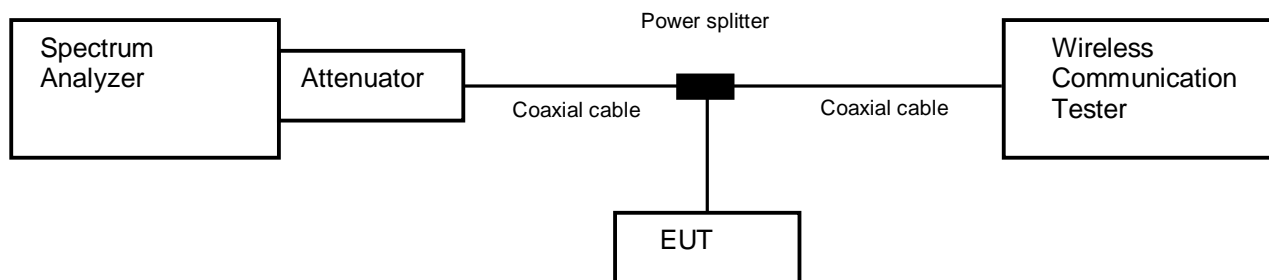 Power splitter
Spectrum
Analyzer
Attenuator
Wireless
Communication
Tester
Coaxial cable
Coaxial cable
EUT